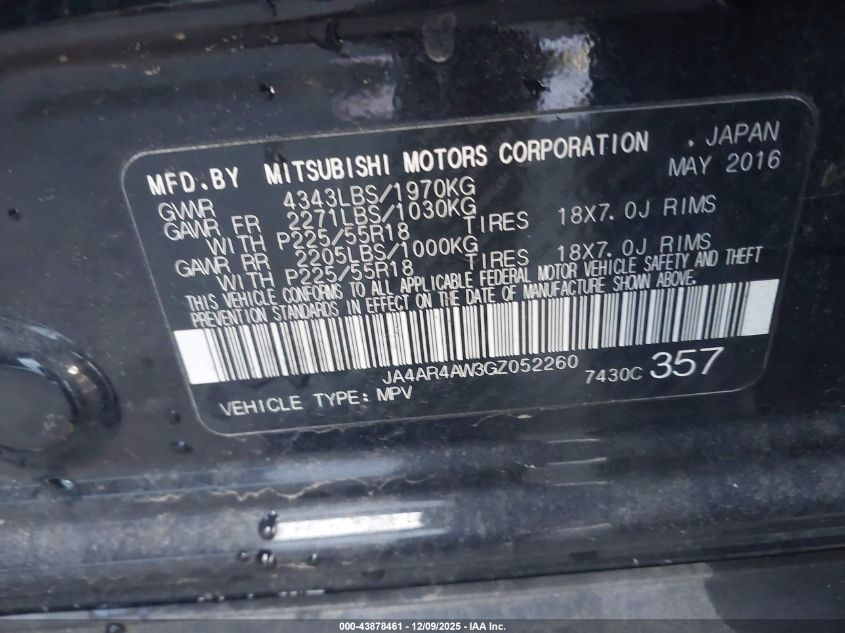 MFD.BY MITSUBISHI MOTORS CORPORATION , JAPAN
GWR 4343LBS/1970KG MAY 2016
GAWR FR 2271LBS/1030KG
WITH P225/55R18 TIRES 18X7.0J RIMS
GAWR RR 2205LBS/1000KG
WITH P225/55R18 TIRES 18X7.0J RIMS
THIS VEHICLE CONFORMS TO ALL APPLICABLE FEDERAL MOTOR VEHICLE SAFETY AND THEFT
PREVENTION STANDARDS IN EFFECT ON THE DATE OF MANUFACTURE SHOWN ABOVE.
JA4AR4AW3GZ052260 7430C 357
VEHICLE TYPE: MPV
000-43878461 | 12/09/2025 - IAA Inc.